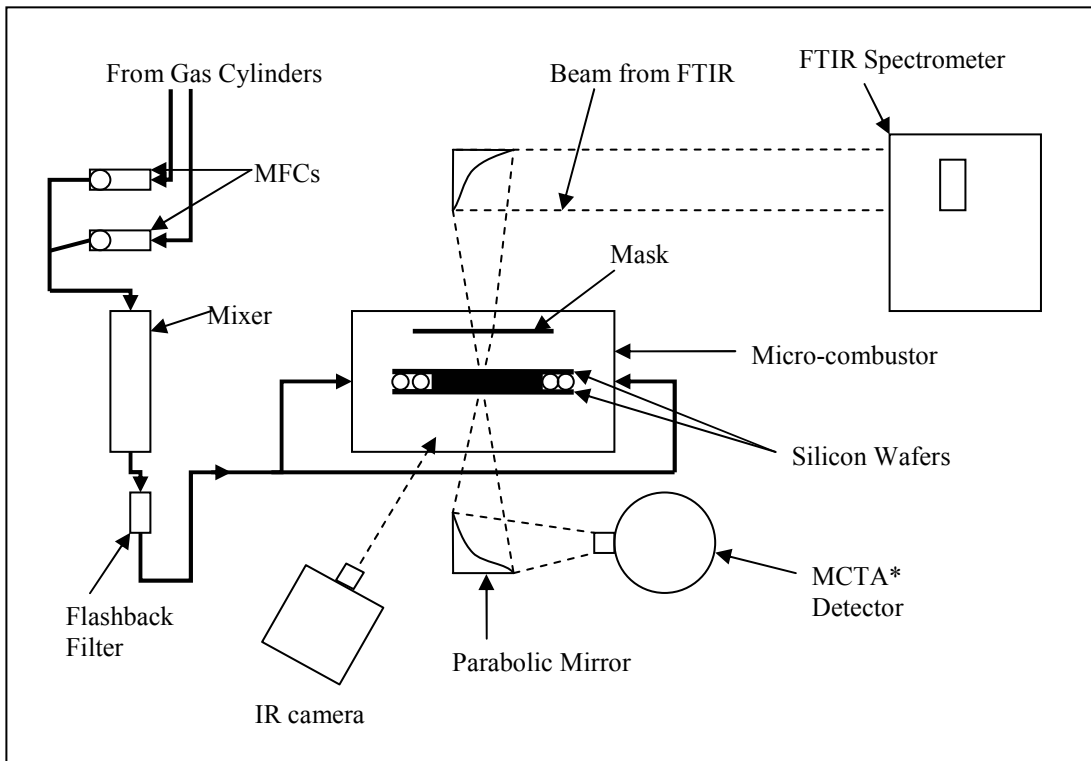 From Gas Cylinders
Beam from FTIR
FTIR Spectrometer
MFCs
Mask
Mixer
Micro-combustor
Silicon Wafers
MCTA*
Detector
Flashback
Filter
Parabolic Mirror
IR camera